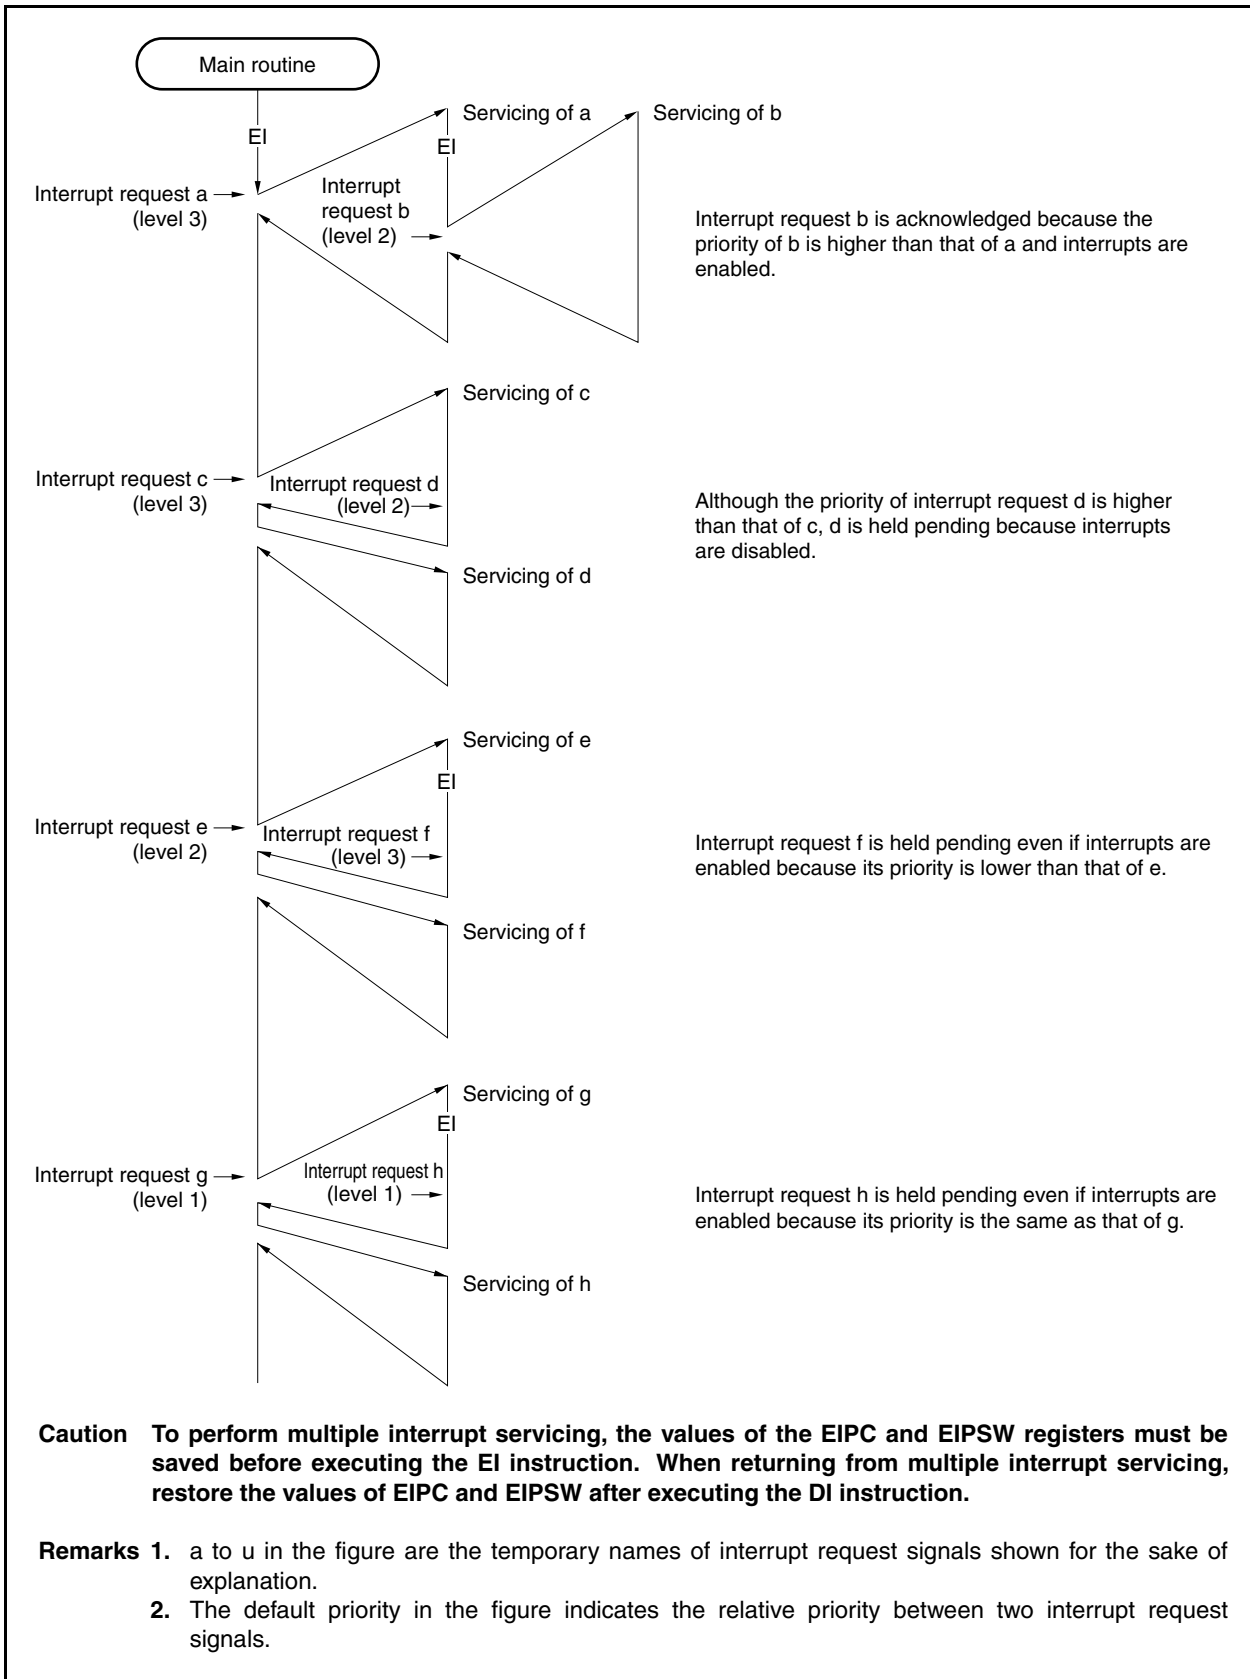 Main routine
EI
Servicing of a
Servicing of b
EI
Interrupt request a
(level 3)
Interrupt
request b
(level 2)
Interrupt request b is acknowledged because the
priority of b is higher than that of a and interrupts are
enabled.
Servicing of c
Interrupt request c
(level 3)
Interrupt request d
(level 2)
Although the priority of interrupt request d is higher
than that of c, d is held pending because interrupts
are disabled.
Servicing of d
Servicing of e
EI
Interrupt request e
(level 2)
Interrupt request f
(level 3)
Interrupt request f is held pending even if interrupts are
enabled because its priority is lower than that of e.
Servicing of f
Servicing of g
EI
Interrupt request g
(level 1)
Interrupt request h
(level 1)
Interrupt request h is held pending even if interrupts are
enabled because its priority is the same as that of g.
Servicing of h
Caution To perform multiple interrupt servicing, the values of the EIPC and EIPSW registers must be
saved before executing the EI instruction. When returning from multiple interrupt servicing,
restore the values of EIPC and EIPSW after executing the DI instruction.
Remarks 1. a to u in the figure are the temporary names of interrupt request signals shown for the sake of
explanation.
2. The default priority in the figure indicates the relative priority between two interrupt request
signals.